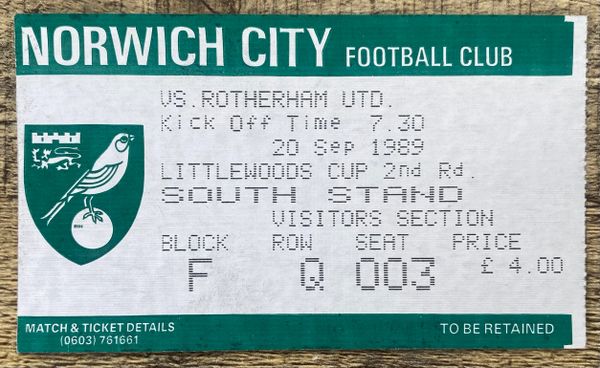 NORWICH CITY FOOTBALL CLUB
VS. ROTHERHAM UTD.
Kick Off Time 7.30
20 Sep 1989
LITTLEWOODS CUP 2nd Rd.
SOUTH STAND
VISITORS SECTION
BLOCK ROW SEAT PRICE
F Q 003 £ 4.00
MATCH & TICKET DETAILS TO BE RETAINED
(0603) 761661